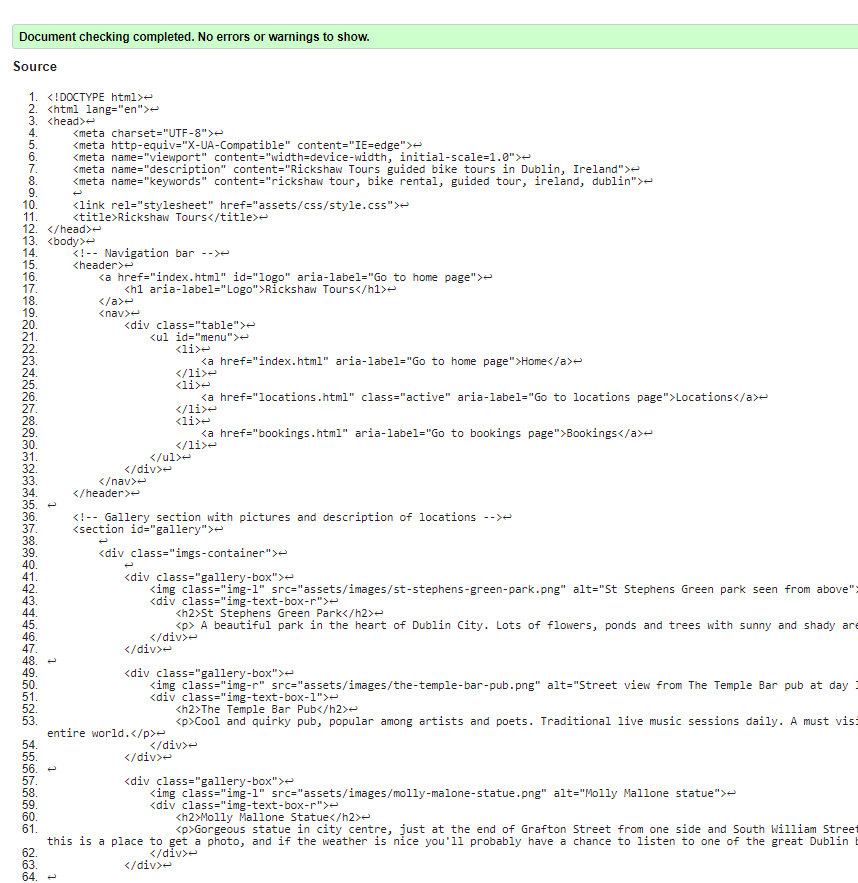 Document checking completed. No errors or warnings to show.
Source
1. <!DOCTYPE html>↩
2. <html lang="en">↩
3. <head>↩
4. <meta charset="UTF-8">↩
5. <meta http-equiv="X-UA-Compatible" content="IE=edge">↩
6. <meta name="viewport" content="width=device-width, initial-scale=1.0">↩
7. <meta name="description" content="Rickshaw Tours guided bike tours in Dublin, Ireland">↩
8. <meta name="keywords" content="rickshaw tour, bike rental, guided tour, ireland, dublin">↩
9. ↩
10. <link rel="stylesheet" href="assets/css/style.css">↩
11. <title>Rickshaw Tours</title>↩
12. </head>↩
13. <body>↩
14. <!-- Navigation bar -->↩
15. <header>↩
16. <a href="index.html" id="logo" aria-label="Go to home page">↩
17. <h1 aria-label="Logo">Rickshaw Tours</h1>↩
18. </a>↩
19. <nav>↩
20. <div class="table">↩
21. <ul id="menu">↩
22. <li>↩
23. <a href="index.html" aria-label="Go to home page">Home</a>↩
24. </li>↩
25. <li>↩
26. <a href="locations.html" class="active" aria-label="Go to locations page">Locations</a>↩
27. </li>↩
28. <li>↩
29. <a href="bookings.html" aria-label="Go to bookings page">Bookings</a>↩
30. </li>↩
31. </ul>↩
32. </div>↩
33. </nav>↩
34. </header>↩
35. ↩
36. <!-- Gallery section with pictures and description of locations -->↩
37. <section id="gallery">↩
38. ↩
39. <div class="imgs-container">↩
40. ↩
41. <div class="gallery-box">↩
42. <img class="img-l" src="assets/images/st-stephens-green-park.png" alt="St Stephens Green park seen from above">
43. <div class="img-text-box-r">↩
44. <h2>St Stephens Green Park</h2>↩
45. <p> A beautiful park in the heart of Dublin City. Lots of flowers, ponds and trees with sunny and shady
46. </div>↩
47. </div>↩
48. ↩
49. <div class="gallery-box">↩
50. <img class="img-r" src="assets/images/the-temple-bar-pub.png" alt="Street view from The Temple Bar pub at day
51. <div class="img-text-box-l">↩
52. <h2>The Temple Bar Pub</h2>↩
53. <p>Cool and quirky pub, popular among artists and poets. Traditional live music sessions daily. A must
entire world.</p>↩
54. </div>↩
55. </div>↩
56. ↩
57. <div class="gallery-box">↩
58. <img class="img-l" src="assets/images/molly-malone-statue.png" alt="Molly Mallone statue">↩
59. <div class="img-text-box-r">↩
60. <h2>Molly Mallone Statue</h2>↩
61. <p>Gorgeous statue in city centre, just at the end of Grafton Street from one side and South William Street
this is a place to get a photo, and if the weather is nice you'll probably have a chance to listen to one of the great Dublin
62. </div>↩
63. </div>↩
64. ↩